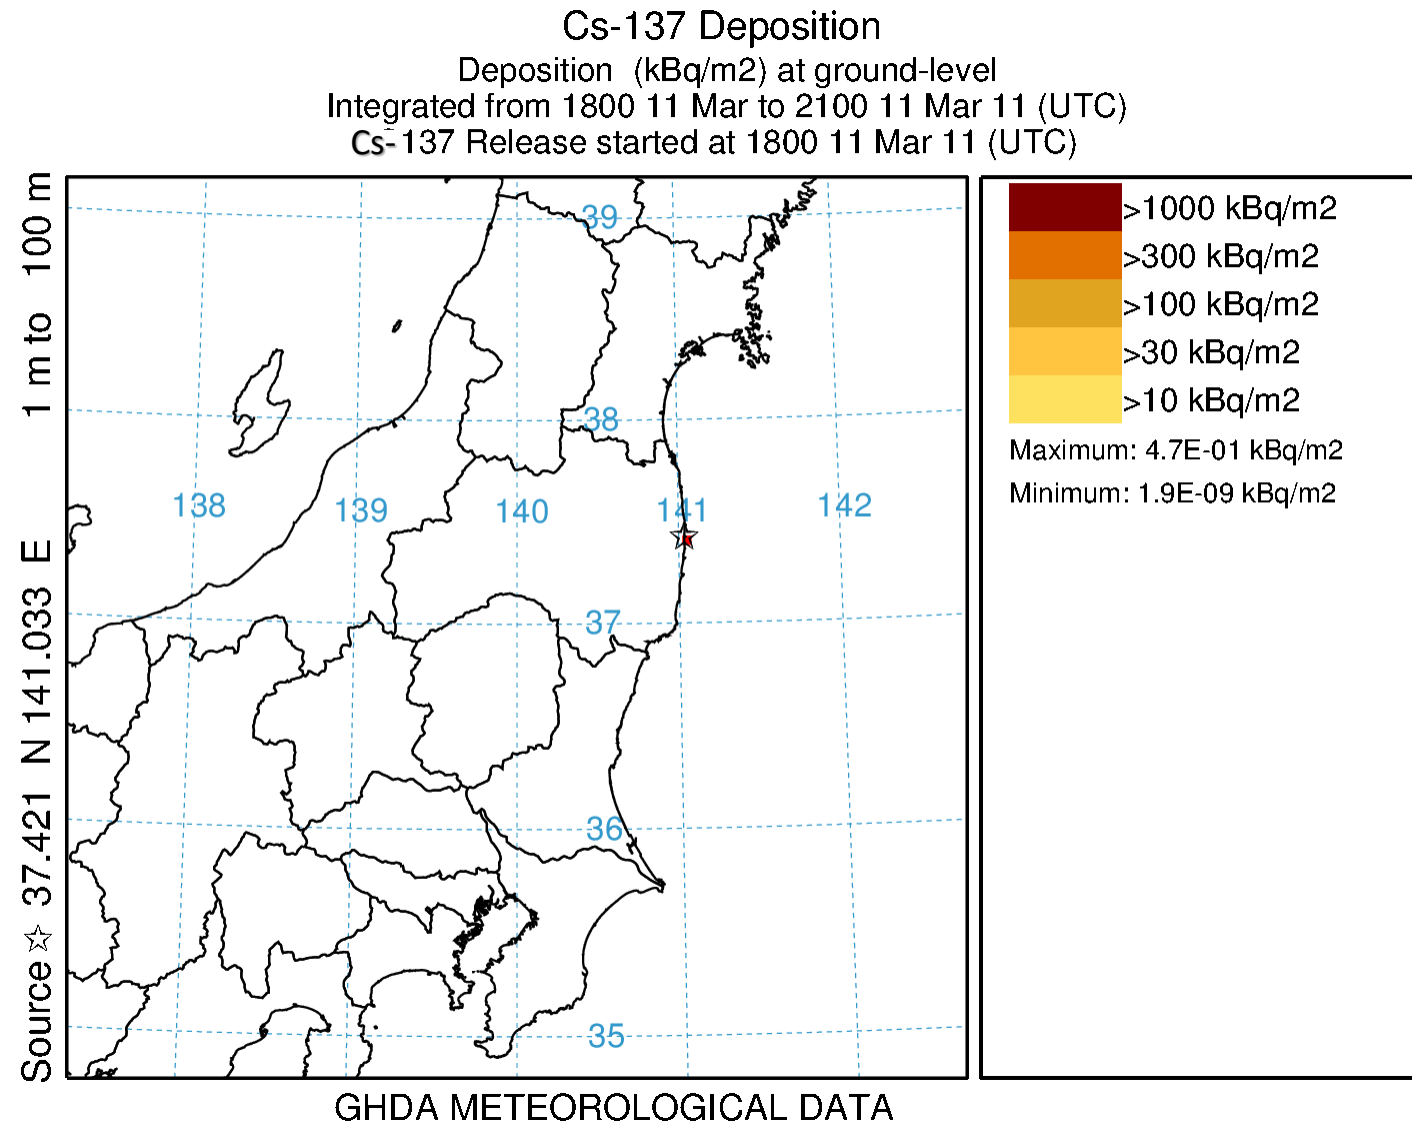 Cs-137 Deposition
Deposition (kBq/m2) at ground-level
Integrated from 1800 11 Mar to 2100 11 Mar 11 (UTC)
Cs-137 Release started at 1800 11 Mar 11 (UTC)
Source ☆ 37.421 N 141.033 E 1 m to 100 m
39
38
138 139 140 141 142
37
36
35
>1000 kBq/m2
>300 kBq/m2
>100 kBq/m2
>30 kBq/m2
>10 kBq/m2
Maximum: 4.7E-01 kBq/m2
Minimum: 1.9E-09 kBq/m2
GHDA METEOROLOGICAL DATA